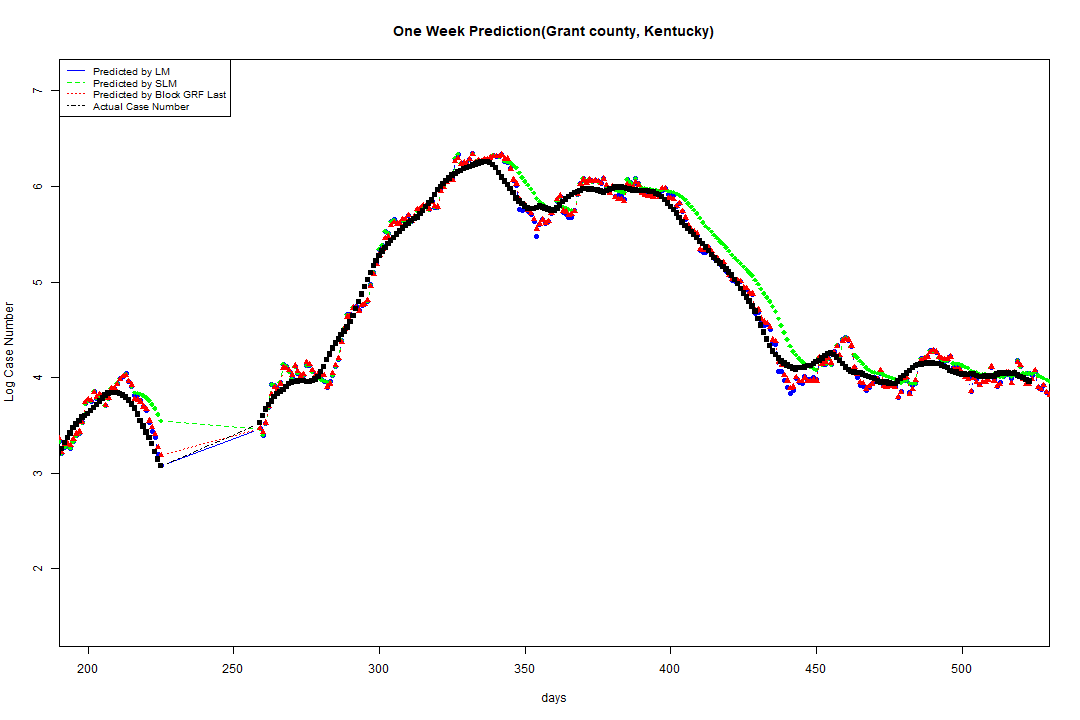 One Week Prediction(Grant county, Kentucky)
Predicted by LM
Predicted by SLM
Predicted by Block GRF Last
Actual Case Number
7
6
5
4
3
2
Log Case Number
200 250 300 350 400 450 500
days